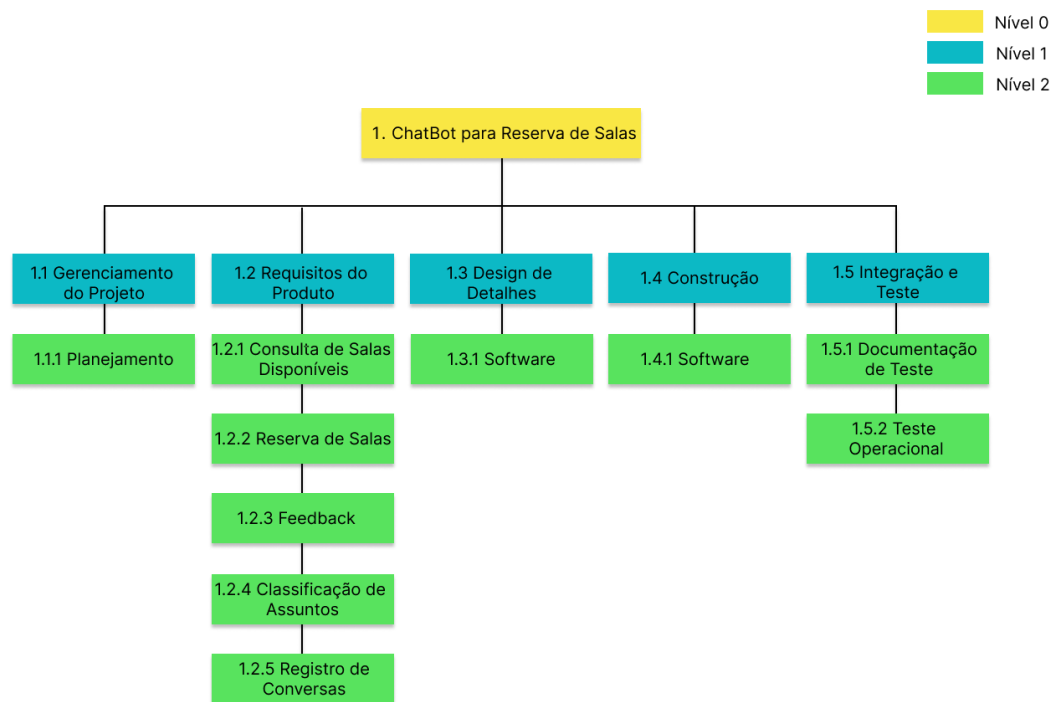 Nível 0
Nível 1
Nível 2
1. ChatBot para Reserva de Salas
1.1 Gerenciamento
do Projeto
1.2 Requisitos do
Produto
1.3 Design de
Detalhes
1.4 Construção
1.5 Integração e
Teste
1.1.1 Planejamento
1.2.1 Consulta de Salas
Disponíveis
1.3.1 Software
1.4.1 Software
1.5.1 Documentação
de Teste
1.2.2 Reserva de Salas
1.5.2 Teste
Operacional
1.2.3 Feedback
1.2.4 Classificação de
Assuntos
1.2.5 Registro de
Conversas